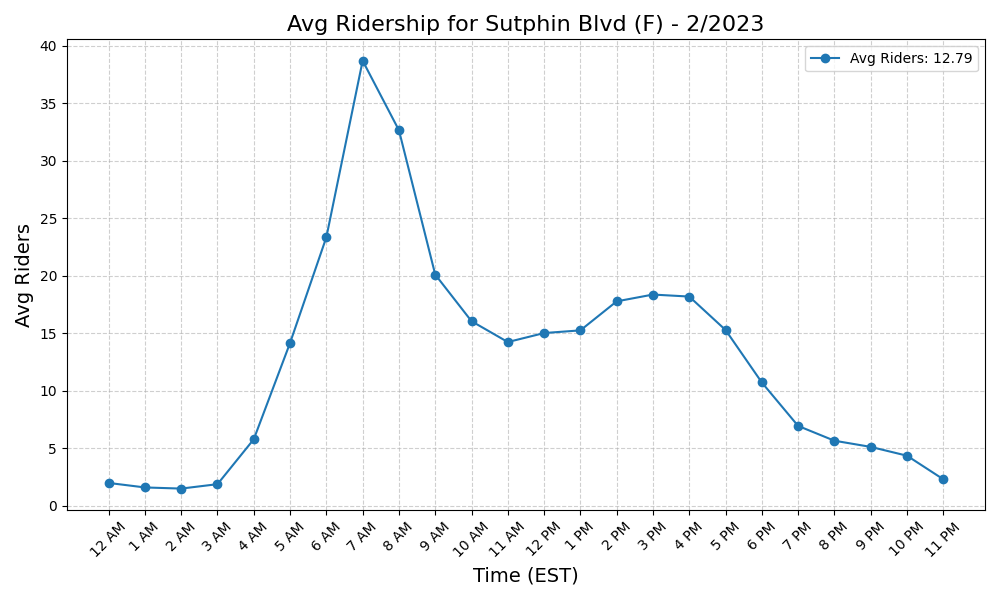 Avg Ridership for Sutphin Blvd (F) - 2/2023
Avg Riders: 12.79
Avg Riders
40
35
30
25
20
15
10
5
0
12 AM
1 AM
2 AM
3 AM
4 AM
5 AM
6 AM
7 AM
8 AM
9 AM
10 AM
11 AM
12 PM
1 PM
2 PM
3 PM
4 PM
5 PM
6 PM
7 PM
8 PM
9 PM
10 PM
11 PM
Time (EST)